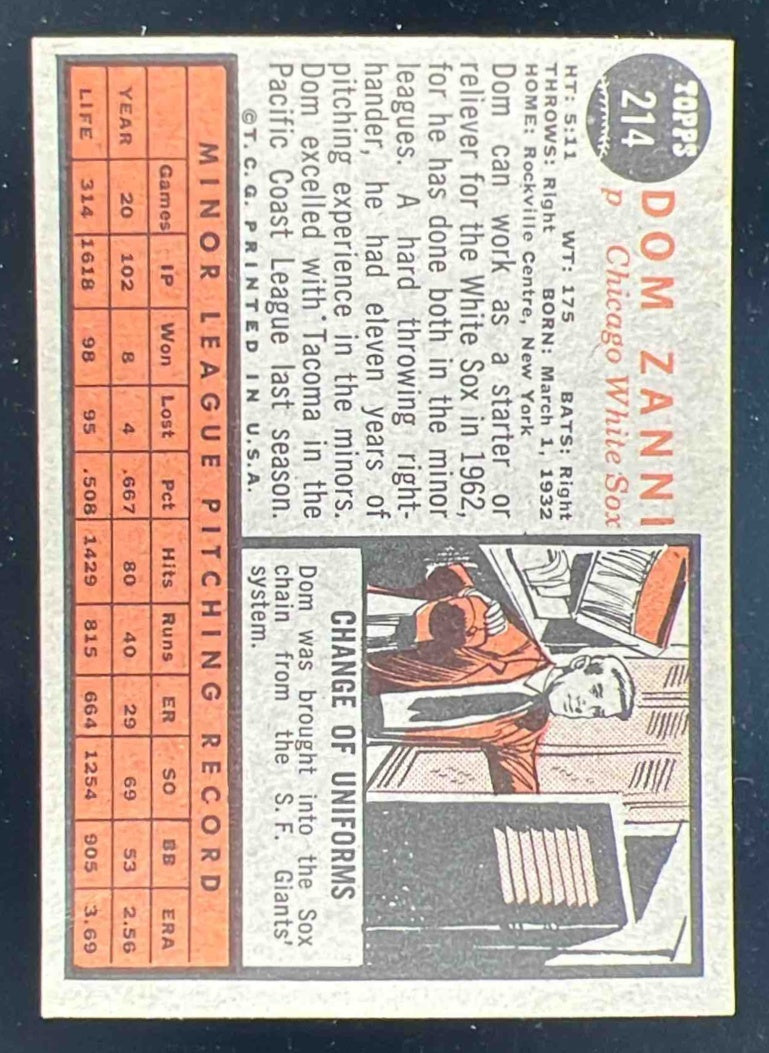 TOPPS
214
DOM ZANNI
p Chicago White Sox
HT: 5:11 WT: 175 BATS: Right
THROWS: Right BORN: March 1, 1932
HOME: Rockville Centre, New York
Dom can work as a starter or
reliever for the White Sox in 1962,
for he has done both in the minor
leagues. A hard throwing right-
hander, he had eleven years of
pitching experience in the minors.
Dom excelled with Tacoma in the
Pacific Coast League last season.
©T.C.G. PRINTED IN U.S.A.
CHANGE OF UNIFORMS
Dom was brought into the Sox
chain from the S.F. Giants'
system.
MINOR LEAGUE PITCHING RECORD
Games IP Won Lost Pct Hits Runs ER SO BB ERA
YEAR 20 102 8 4 .667 80 40 29 69 53 2.56
LIFE 314 1618 98 95 .508 1429 815 664 1254 905 3.69